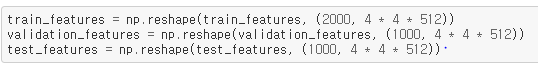 train_features = np.reshape(train_features, (2000, 4 * 4 * 512))
validation_features = np.reshape(validation_features, (1000, 4 * 4 * 512))
test_features = np.reshape(test_features, (1000, 4 * 4 * 512))